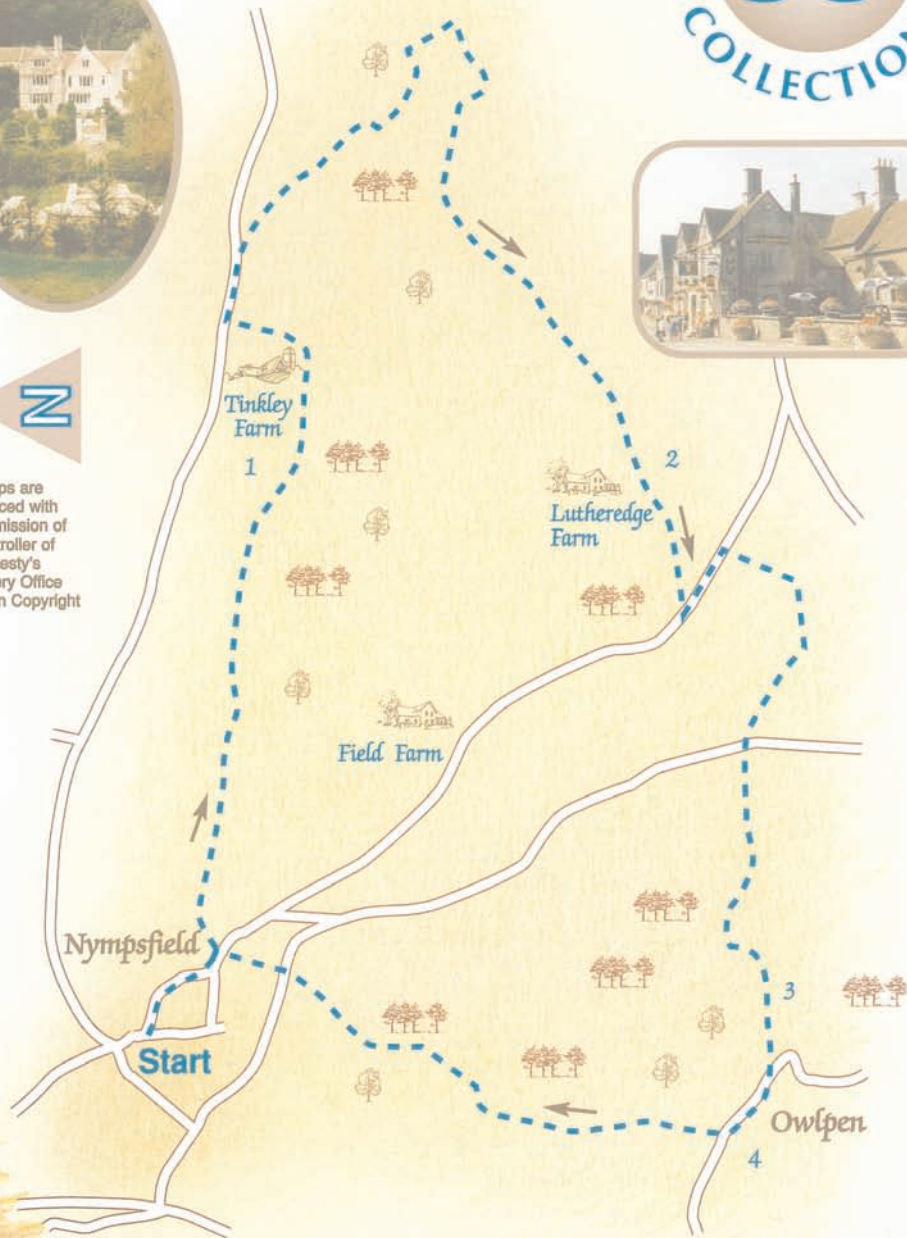 COLLECTION
N
ps are
ced with
mission of
troller of
esty's
ery Office
n Copyright
Tinkley
Farm
1
2
Lutheredge
Farm
Field Farm
Nympsfield
Start
3
Owlpen
4